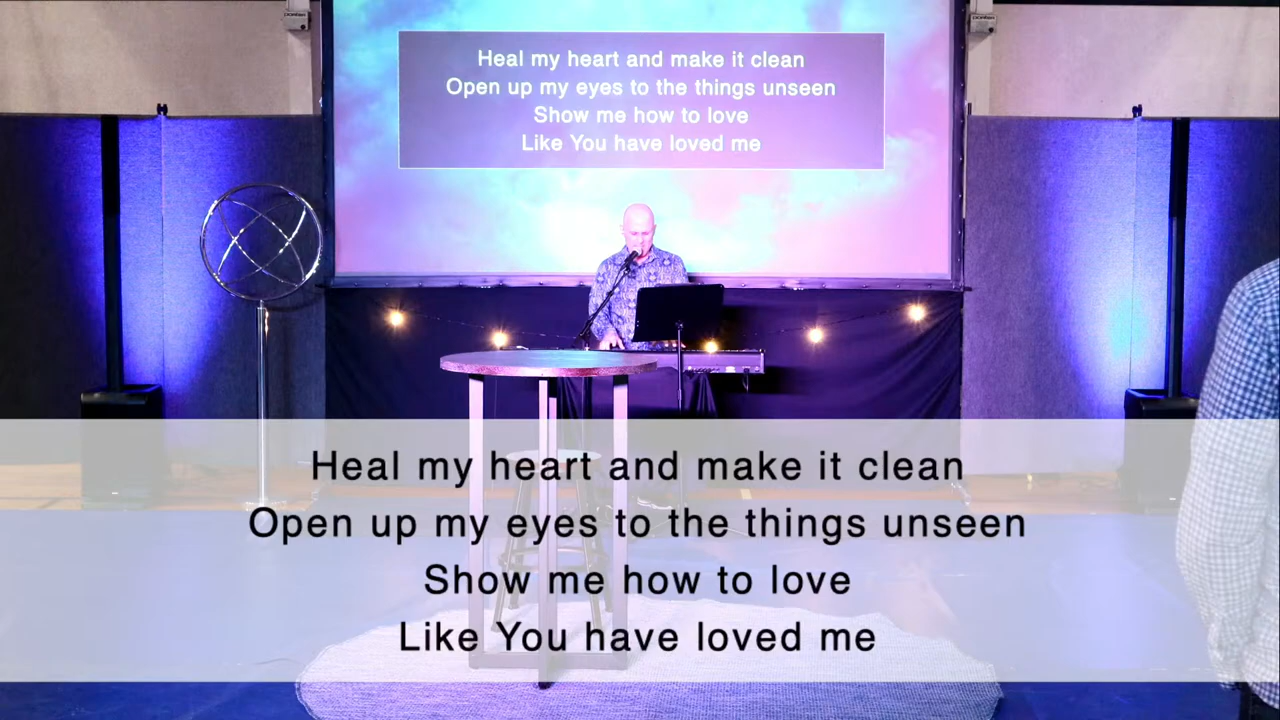 Heal my heart and make it clean
Open up my eyes to the things unseen
Show me how to love
Like You have loved me
Heal my heart and make it clean
Open up my eyes to the things unseen
Show me how to love
Like You have loved me